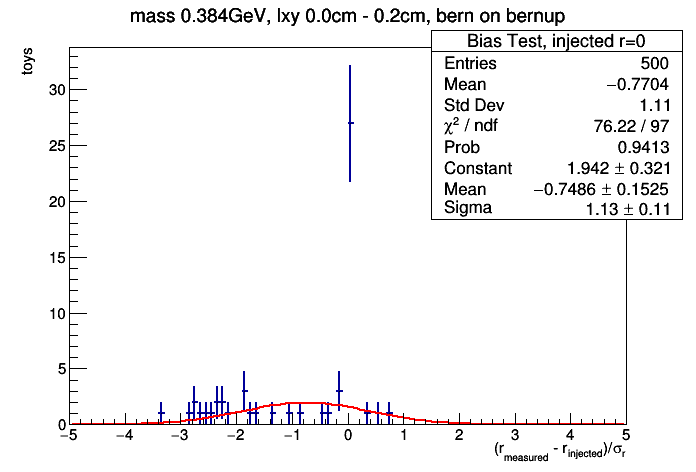 mass 0.384GeV, lxy 0.0cm - 0.2cm, bern on bernup
Bias Test, injected r=0
Entries 500
Mean −0.7704
Std Dev 1.11
χ² / ndf 76.22 / 97
Prob 0.9413
Constant 1.942 ± 0.321
Mean −0.7486 ± 0.1525
Sigma 1.13 ± 0.11
toys
30
25
20
15
10
5
0
−5 −4 −3 −2 −1 0 1 2 3 4 5
(r_measured - r_injected)/σ_r